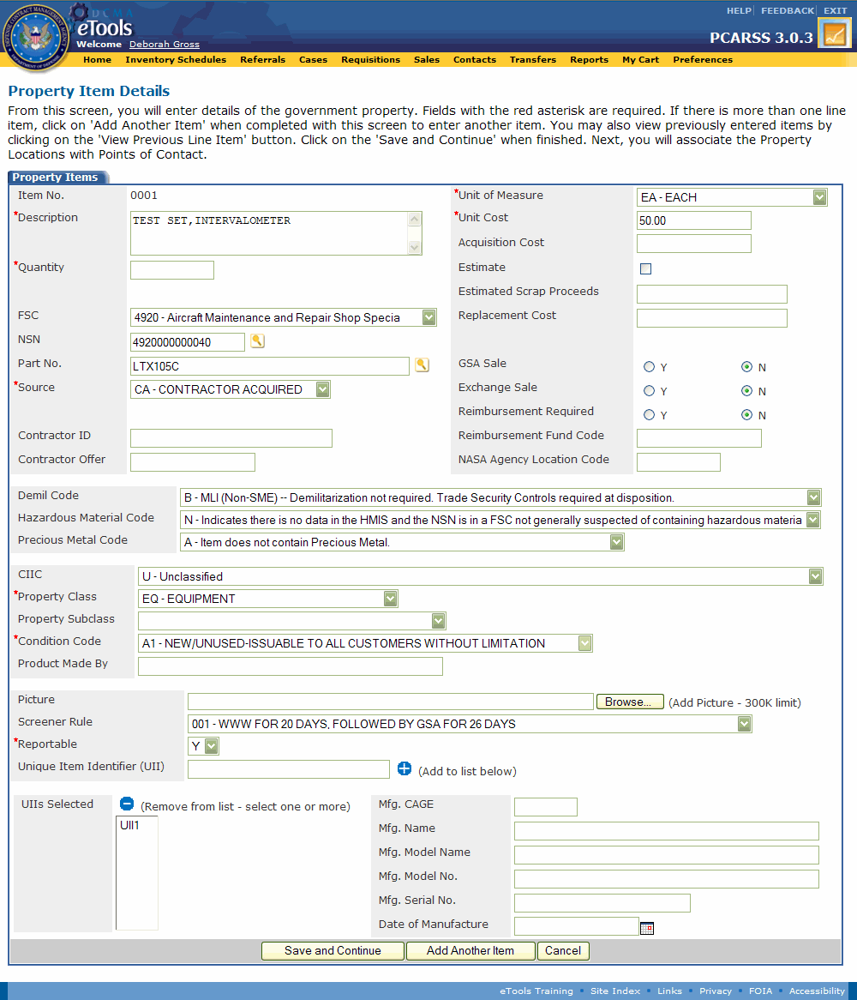 HELP FEEDBACK EXIT
DCMA
eTools
Welcome Deborah Gross
PCARSS 3.0.3
Home Inventory Schedules Referrals Cases Requisitions Sales Contacts Transfers Reports My Cart Preferences
Property Item Details
From this screen, you will enter details of the government property. Fields with the red asterisk are required. If there is more than one line
item, click on 'Add Another Item' when completed with this screen to enter another item. You may also view previously entered items by
clicking on the 'View Previous Line Item' button. Click on the 'Save and Continue' when finished. Next, you will associate the Property
Locations with Points of Contact.
Property Items
Item No. 0001
*Description TEST SET,INTERVALOMETER
*Quantity
FSC 4920 - Aircraft Maintenance and Repair Shop Specia
NSN 4920000000040
Part No. LTX105C
*Source CA - CONTRACTOR ACQUIRED
Contractor ID
Contractor Offer
*Unit of Measure EA - EACH
*Unit Cost 50.00
Acquisition Cost
Estimate
Estimated Scrap Proceeds
Replacement Cost
GSA Sale Y N
Exchange Sale Y N
Reimbursement Required Y N
Reimbursement Fund Code
NASA Agency Location Code
Demil Code B - MLI (Non-SME) -- Demilitarization not required. Trade Security Controls required at disposition.
Hazardous Material Code N - Indicates there is no data in the HMIS and the NSN is in a FSC not generally suspected of containing hazardous materia
Precious Metal Code A - Item does not contain Precious Metal.
CIIC U - Unclassified
*Property Class EQ - EQUIPMENT
Property Subclass
*Condition Code A1 - NEW/UNUSED-ISSUABLE TO ALL CUSTOMERS WITHOUT LIMITATION
Product Made By
Picture Browse... (Add Picture - 300K limit)
Screener Rule 001 - WWW FOR 20 DAYS, FOLLOWED BY GSA FOR 26 DAYS
*Reportable Y
Unique Item Identifier (UII) (Add to list below)
UIIs Selected (Remove from list - select one or more)
UII1
Mfg. CAGE
Mfg. Name
Mfg. Model Name
Mfg. Model No.
Mfg. Serial No.
Date of Manufacture
Save and Continue Add Another Item Cancel
eTools Training • Site Index • Links • Privacy • FOIA • Accessibility